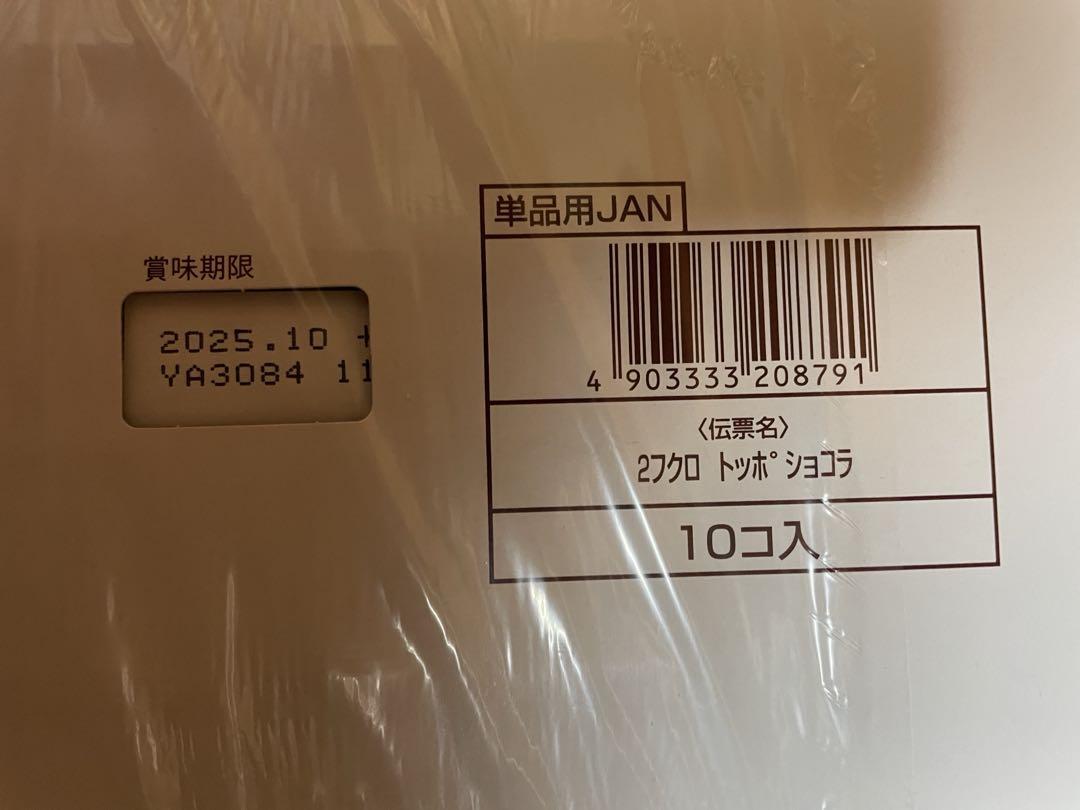 賞味期限
2025.10 +
YA3084 11
単品用JAN
4 903333 208791
〈伝票名〉
2フクロ トッポ ショコラ
10コ入